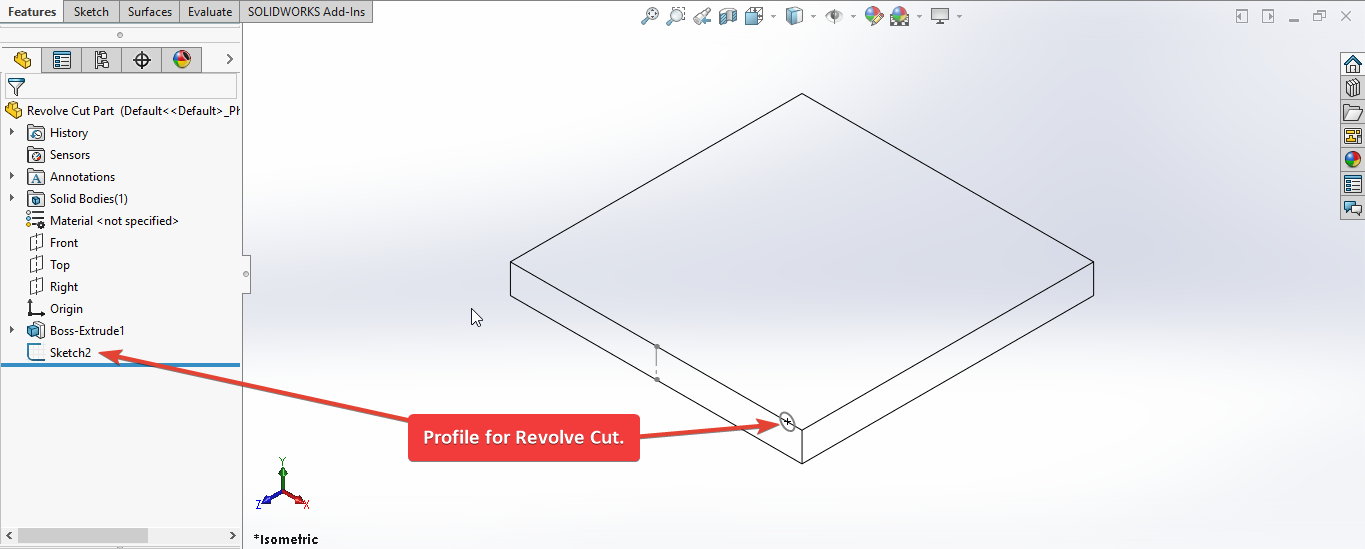 Features Sketch Surfaces Evaluate SOLIDWORKS Add-Ins
Revolve Cut Part (Default<<Default>_Ph
History
Sensors
Annotations
Solid Bodies(1)
Material <not specified>
Front
Top
Right
Origin
Boss-Extrude1
Sketch2
Profile for Revolve Cut.
Y
Z X
*Isometric